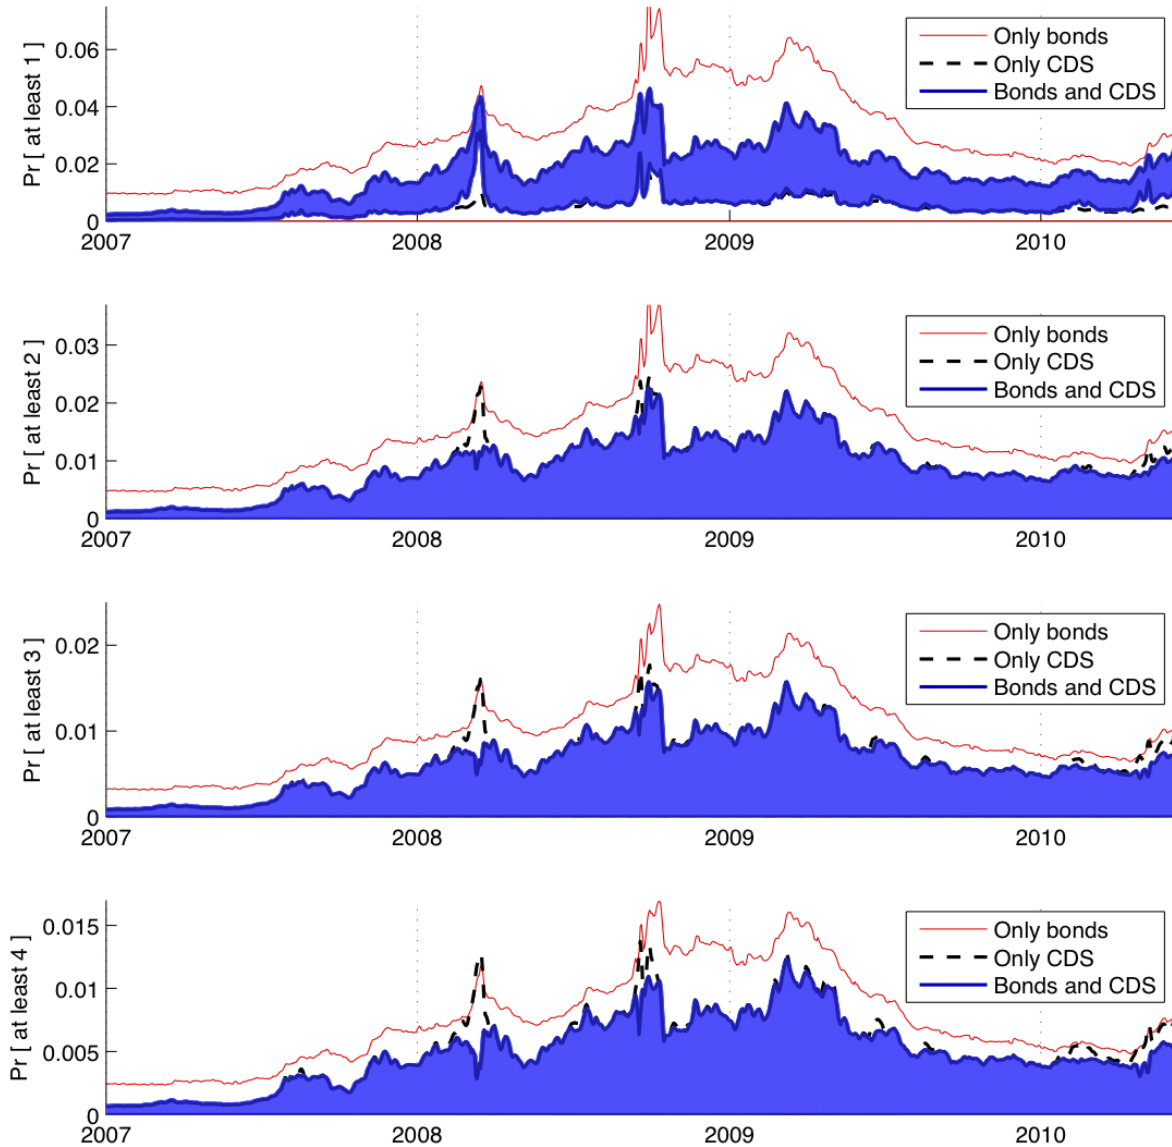 Pr [ at least 1 ]
0.06
0.04
0.02
0
2007 2008 2009 2010
Only bonds
Only CDS
Bonds and CDS
Pr [ at least 2 ]
0.03
0.02
0.01
0
2007 2008 2009 2010
Only bonds
Only CDS
Bonds and CDS
Pr [ at least 3 ]
0.02
0.01
0
2007 2008 2009 2010
Only bonds
Only CDS
Bonds and CDS
Pr [ at least 4 ]
0.015
0.01
0.005
0
2007 2008 2009 2010
Only bonds
Only CDS
Bonds and CDS